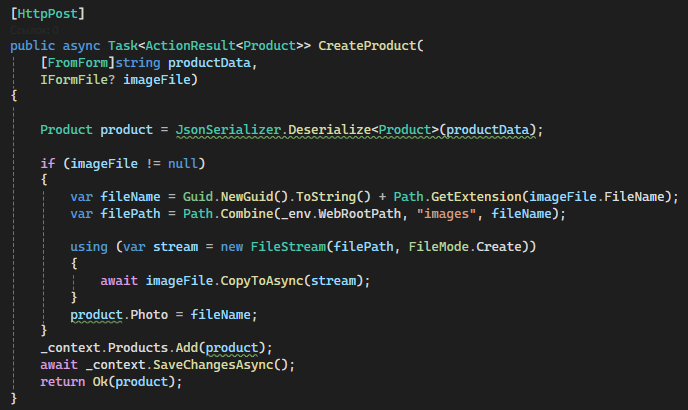 [HttpPost]
public async Task<ActionResult<Product>> CreateProduct(
[FromForm]string productData,
IFormFile? imageFile)
{
Product product = JsonSerializer.Deserialize<Product>(productData);
if (imageFile != null)
{
var fileName = Guid.NewGuid().ToString() + Path.GetExtension(imageFile.FileName);
var filePath = Path.Combine(_env.WebRootPath, "images", fileName);
using (var stream = new FileStream(filePath, FileMode.Create))
{
await imageFile.CopyToAsync(stream);
}
product.Photo = fileName;
}
_context.Products.Add(product);
await _context.SaveChangesAsync();
return Ok(product);
}